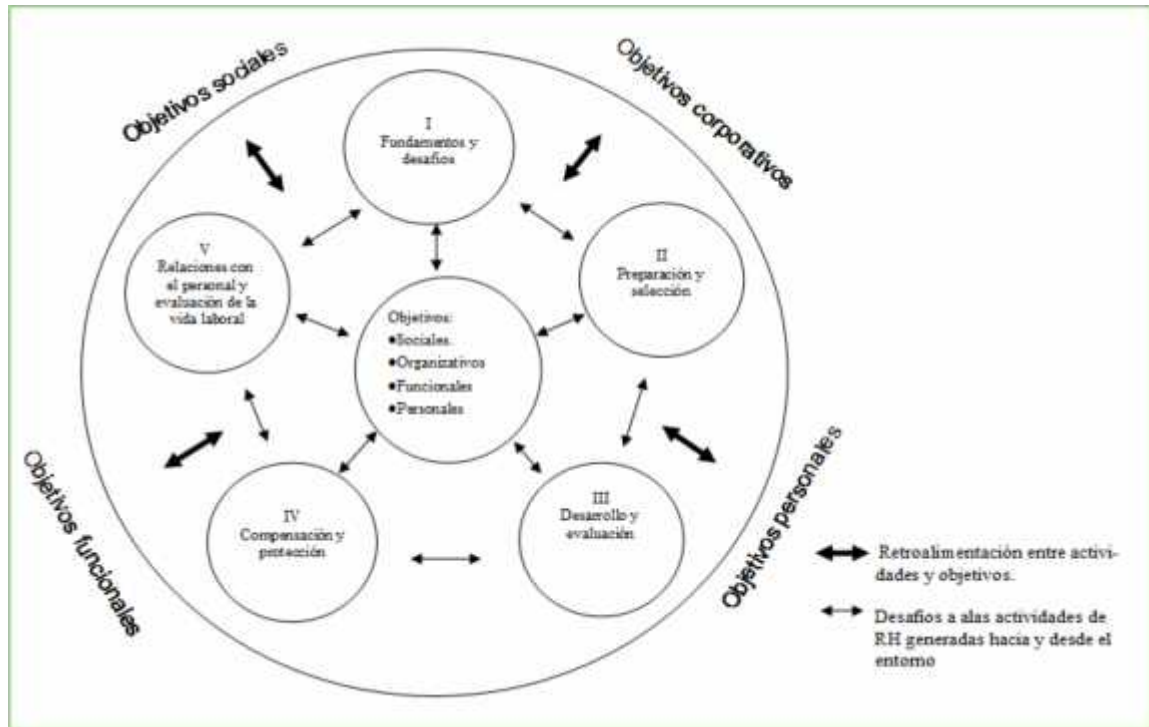 Objetivos sociales
Objetivos corporativos
I
Fundamentos y
desafios
V
Relaciones con
el personal y
evaluación de la
vida laboral
II
Preparación y
selección
Objetivos:
●Sociales.
●Organizativos
●Funcionales
●Personales
Objetivos funcionales
Objetivos personales
IV
Compensación y
protección
III
Desarrollo y
evaluación
Retroalimentación entre activi-
dades y objetivos.
Desafios a alas actividades de
RH generadas hacia y desde el
entorno